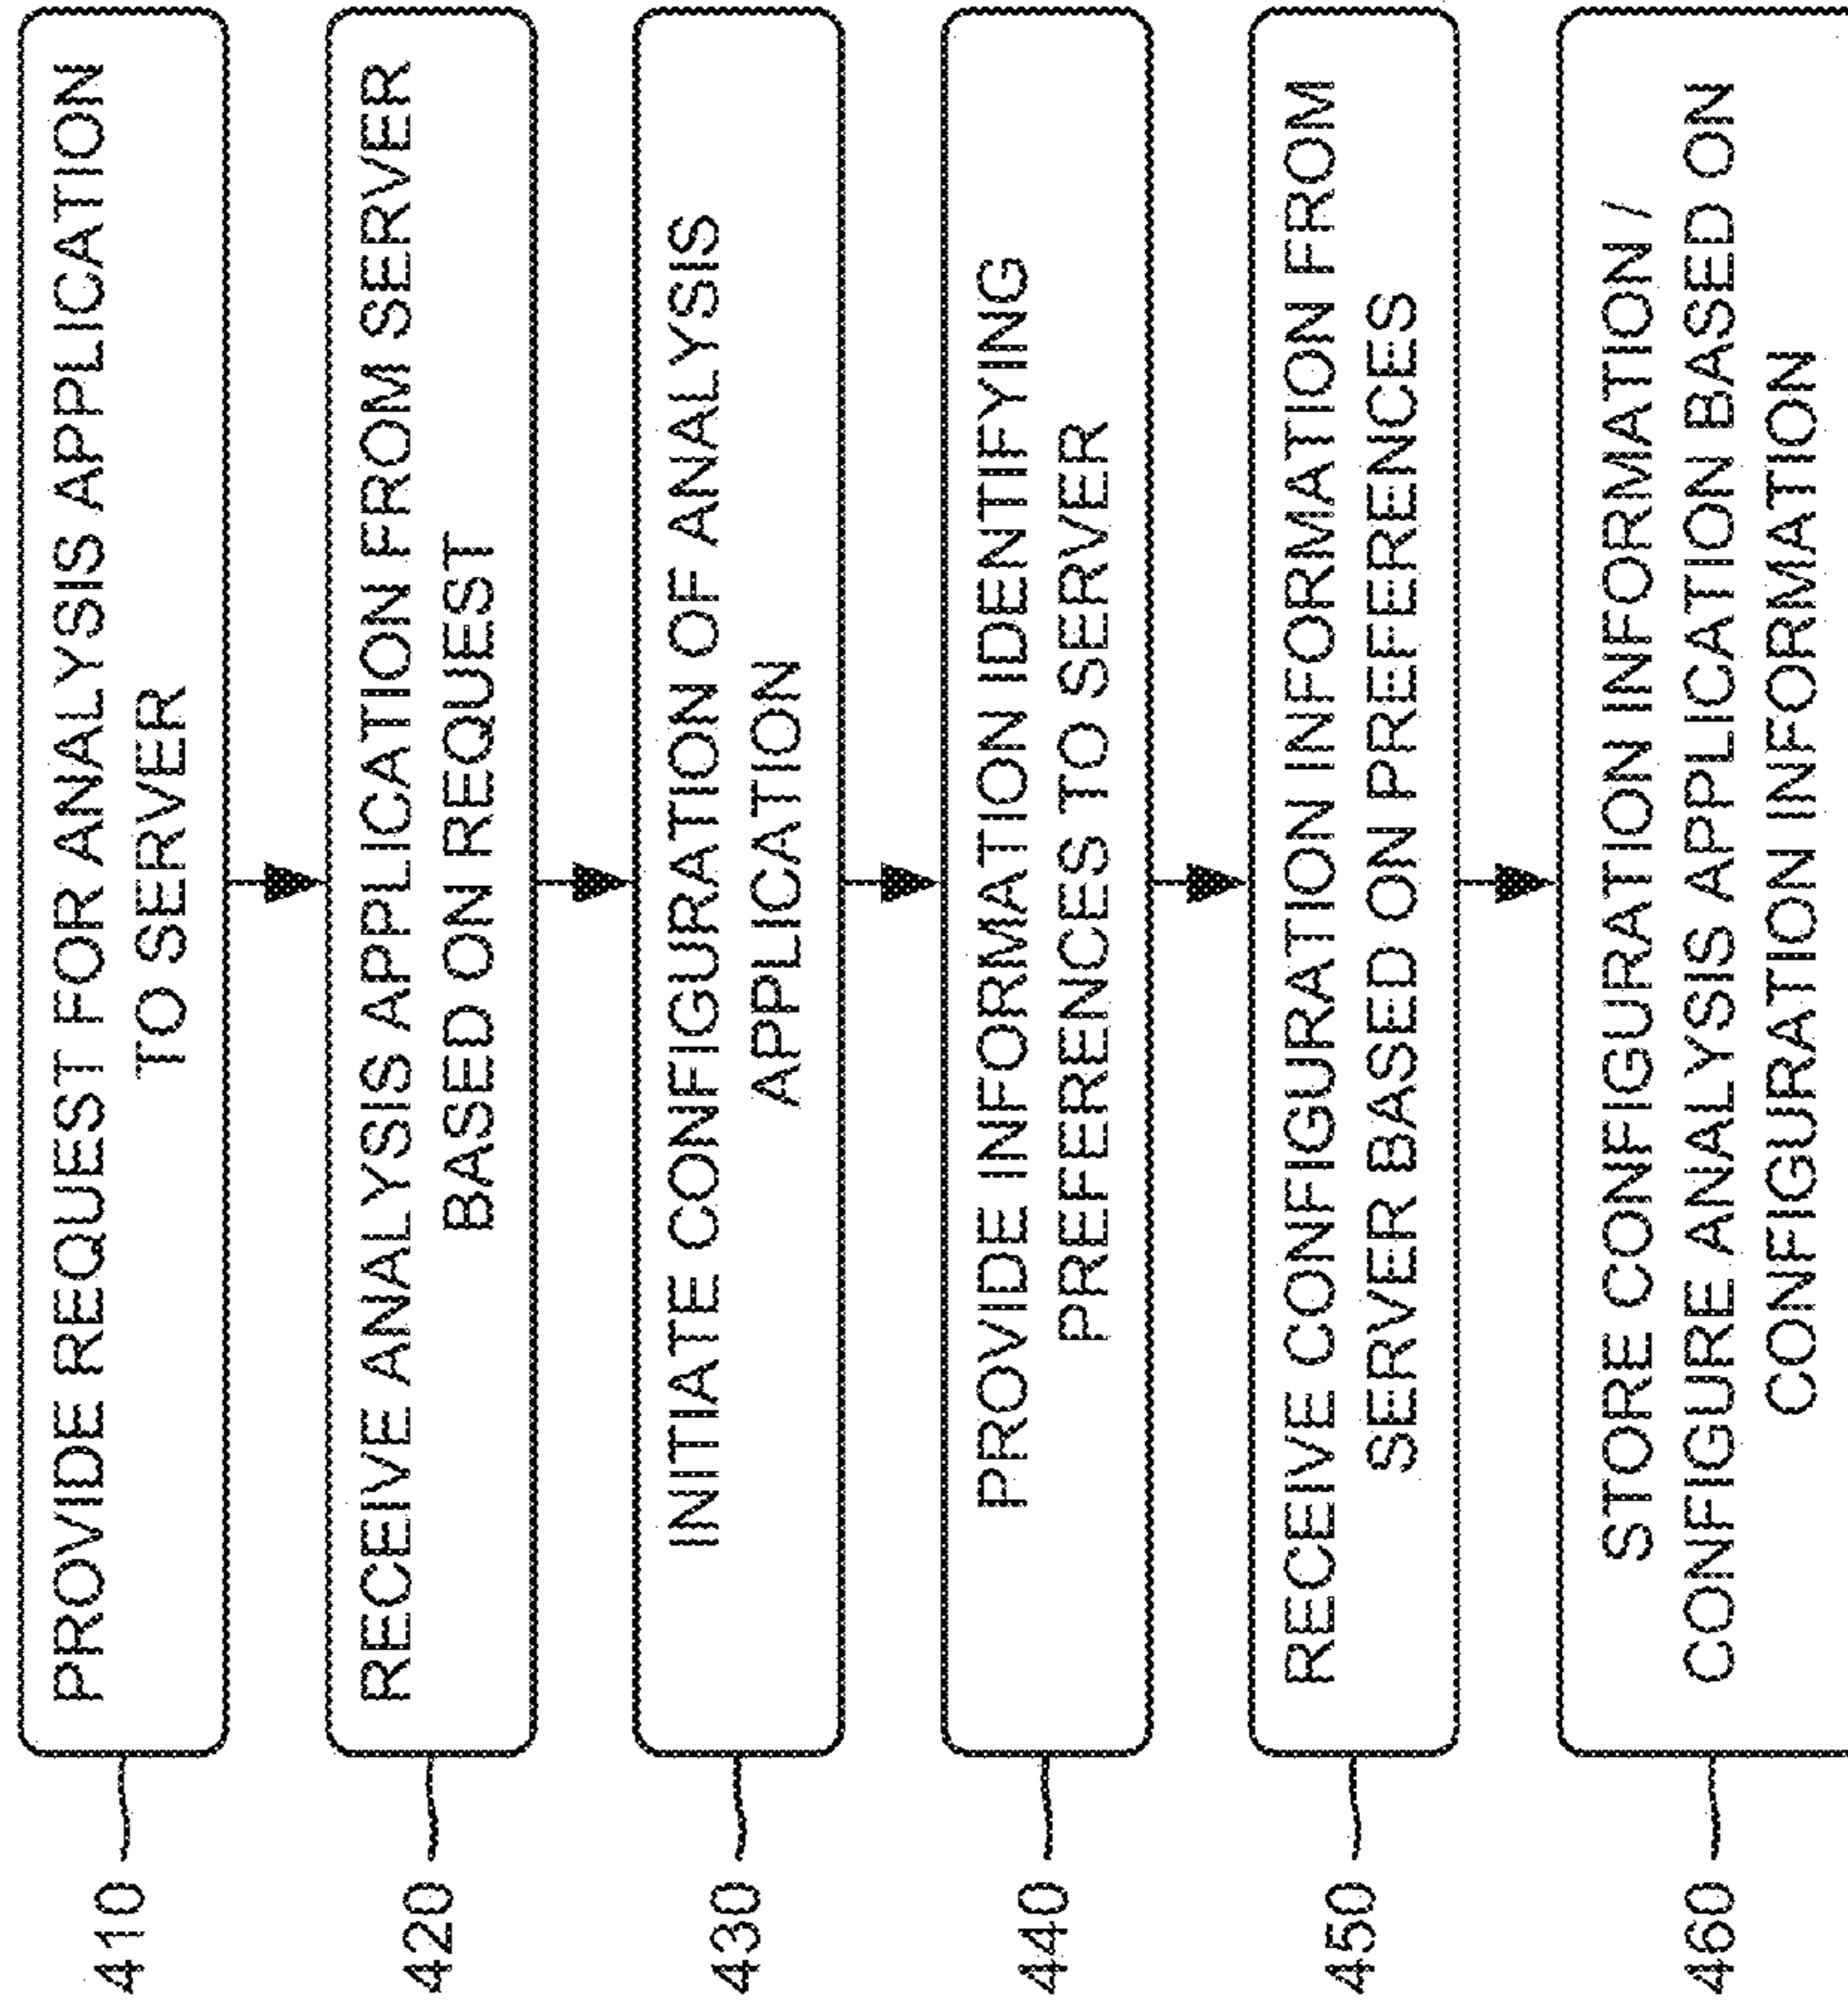 410
PROVIDE REQUEST FOR ANALYSIS APPLICATION
TO SERVER
420
RECEIVE ANALYSIS APPLICATION FROM SERVER
BASED ON REQUEST
430
INITIATE CONFIGURATION OF ANALYSIS
APPLICATION
440
PROVIDE INFORMATION IDENTIFYING
PREFERENCES TO SERVER
450
RECEIVE CONFIGURATION INFORMATION FROM
SERVER BASED ON PREFERENCES
460
STORE CONFIGURATION INFORMATION /
CONFIGURE ANALYSIS APPLICATION BASED ON
CONFIGURATION INFORMATION